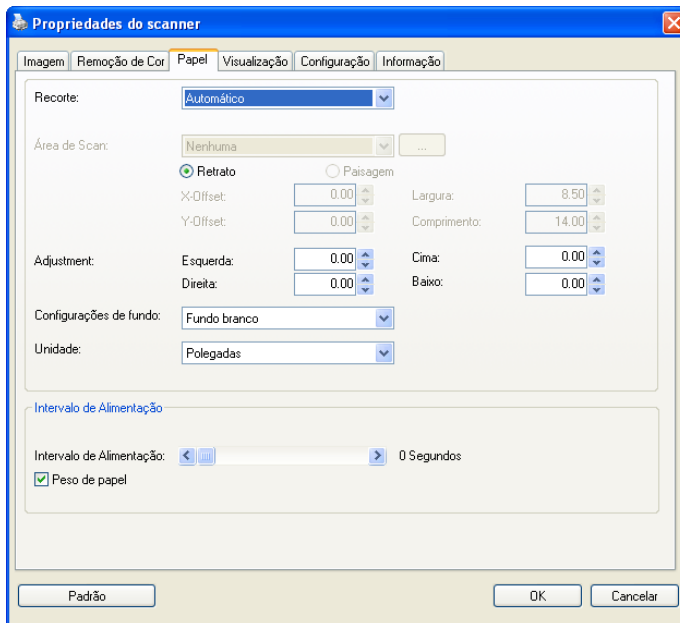 Propriedades do scanner
Imagem Remoção de Cor Papel Visualização Configuração Informação
Recorte: Automático
Área de Scan: Nenhuma ...
Retrato Paisagem
X-Offset: 0.00 Largura: 8.50
Y-Offset: 0.00 Comprimento: 14.00
Adjustment: Esquerda: 0.00 Cima: 0.00
Direita: 0.00 Baixo: 0.00
Configurações de fundo: Fundo branco
Unidade: Polegadas
Intervalo de Alimentação
Intervalo de Alimentação: 0 Segundos
Peso de papel
Padrão OK Cancelar